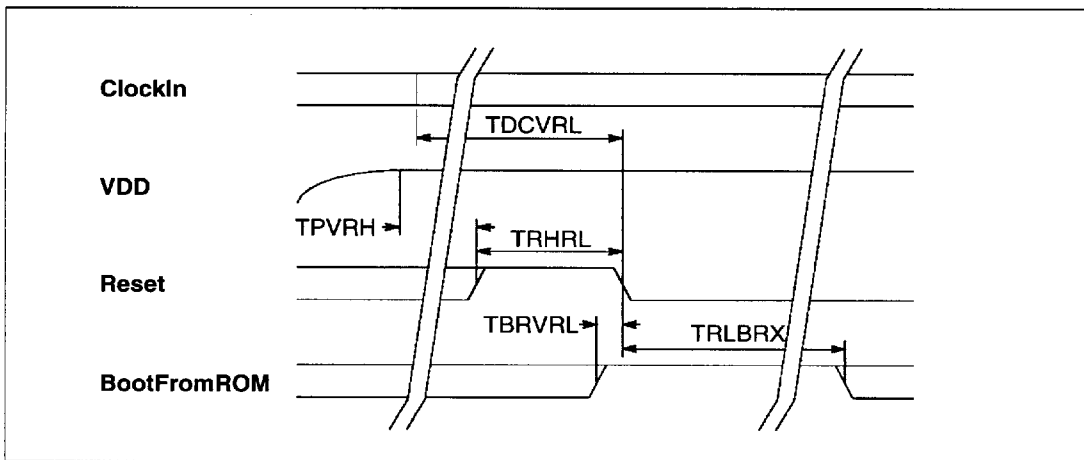 ClockIn
TDCVRL
VDD
TPVRH
TRHRL
Reset
TBRVRL
TRLBRX
BootFromROM